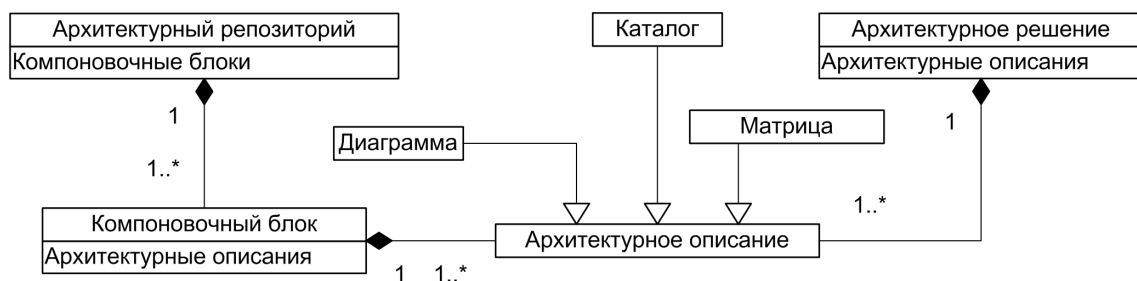 Архитектурный репозиторий
Компоновочные блоки
Каталог
Архитектурное решение
Архитектурные описания
1
1
Диаграмма
Матрица
1..*
1..*
Компоновочный блок
Архитектурные описания
Архитектурное описание
1 1..*